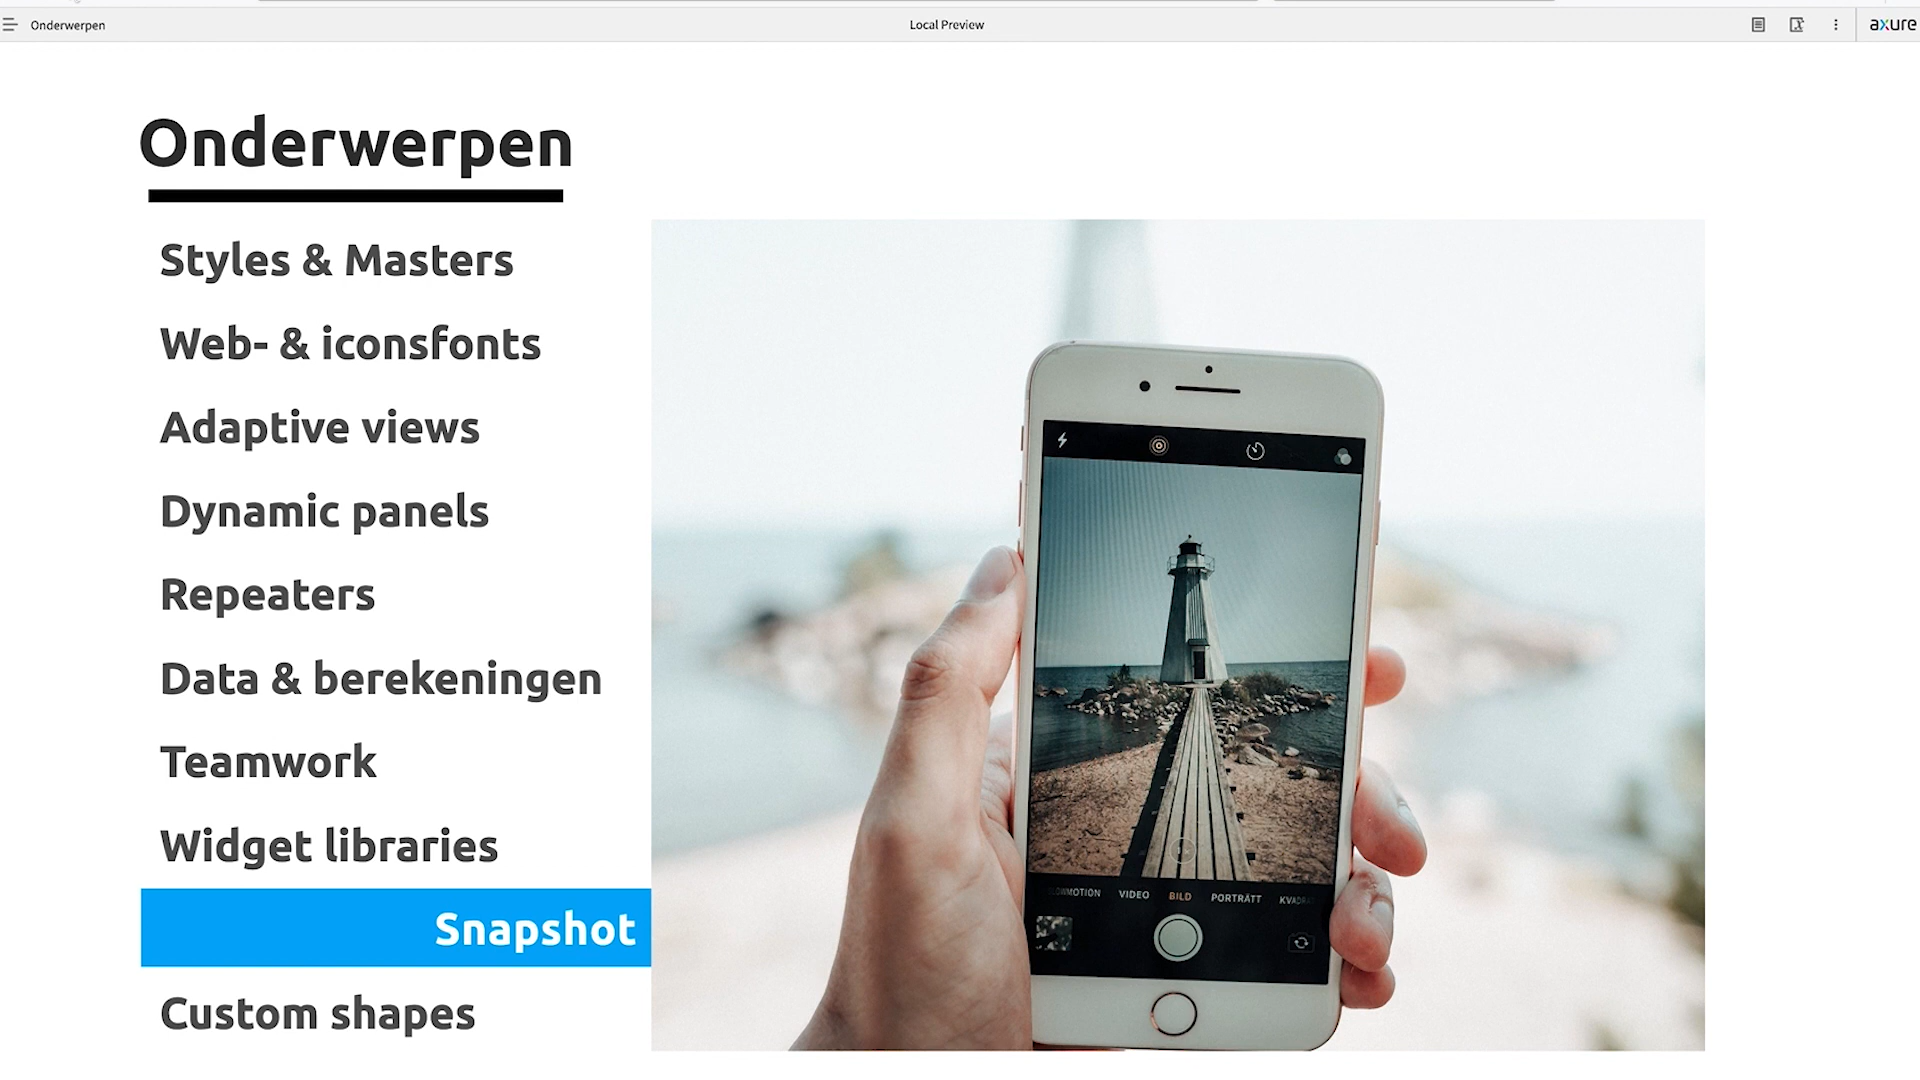 Onderwerpen
Local Preview
axure
Onderwerpen
Styles & Masters
Web- & iconsfonts
Adaptive views
Dynamic panels
Repeaters
Data & berekeningen
Teamwork
Widget libraries
Snapshot
Custom shapes
VIDEO BILD PORTRÄTT